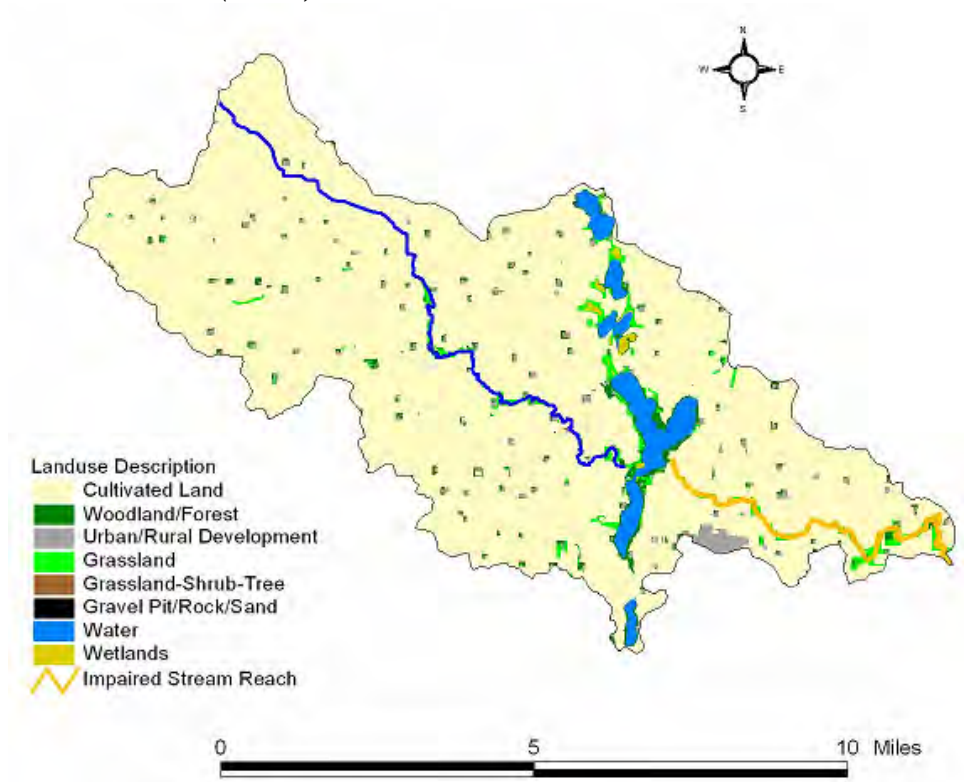 N
W E
S
Landuse Description
Cultivated Land
Woodland/Forest
Urban/Rural Development
Grassland
Grassland-Shrub-Tree
Gravel Pit/Rock/Sand
Water
Wetlands
Impaired Stream Reach
0 5 10 Miles